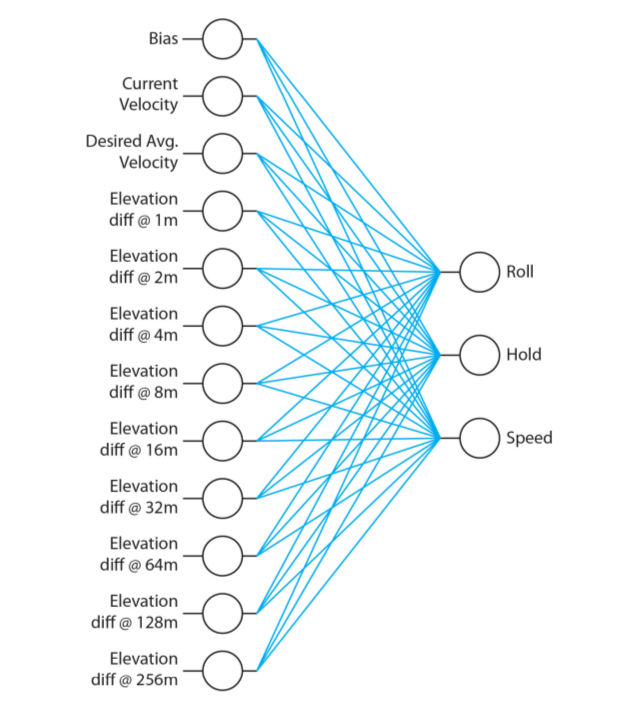 Bias
Current
Velocity
Desired Avg.
Velocity
Elevation
diff @ 1m
Elevation
diff @ 2m
Elevation
diff @ 4m
Elevation
diff @ 8m
Elevation
diff @ 16m
Elevation
diff @ 32m
Elevation
diff @ 64m
Elevation
diff @ 128m
Elevation
diff @ 256m
Roll
Hold
Speed